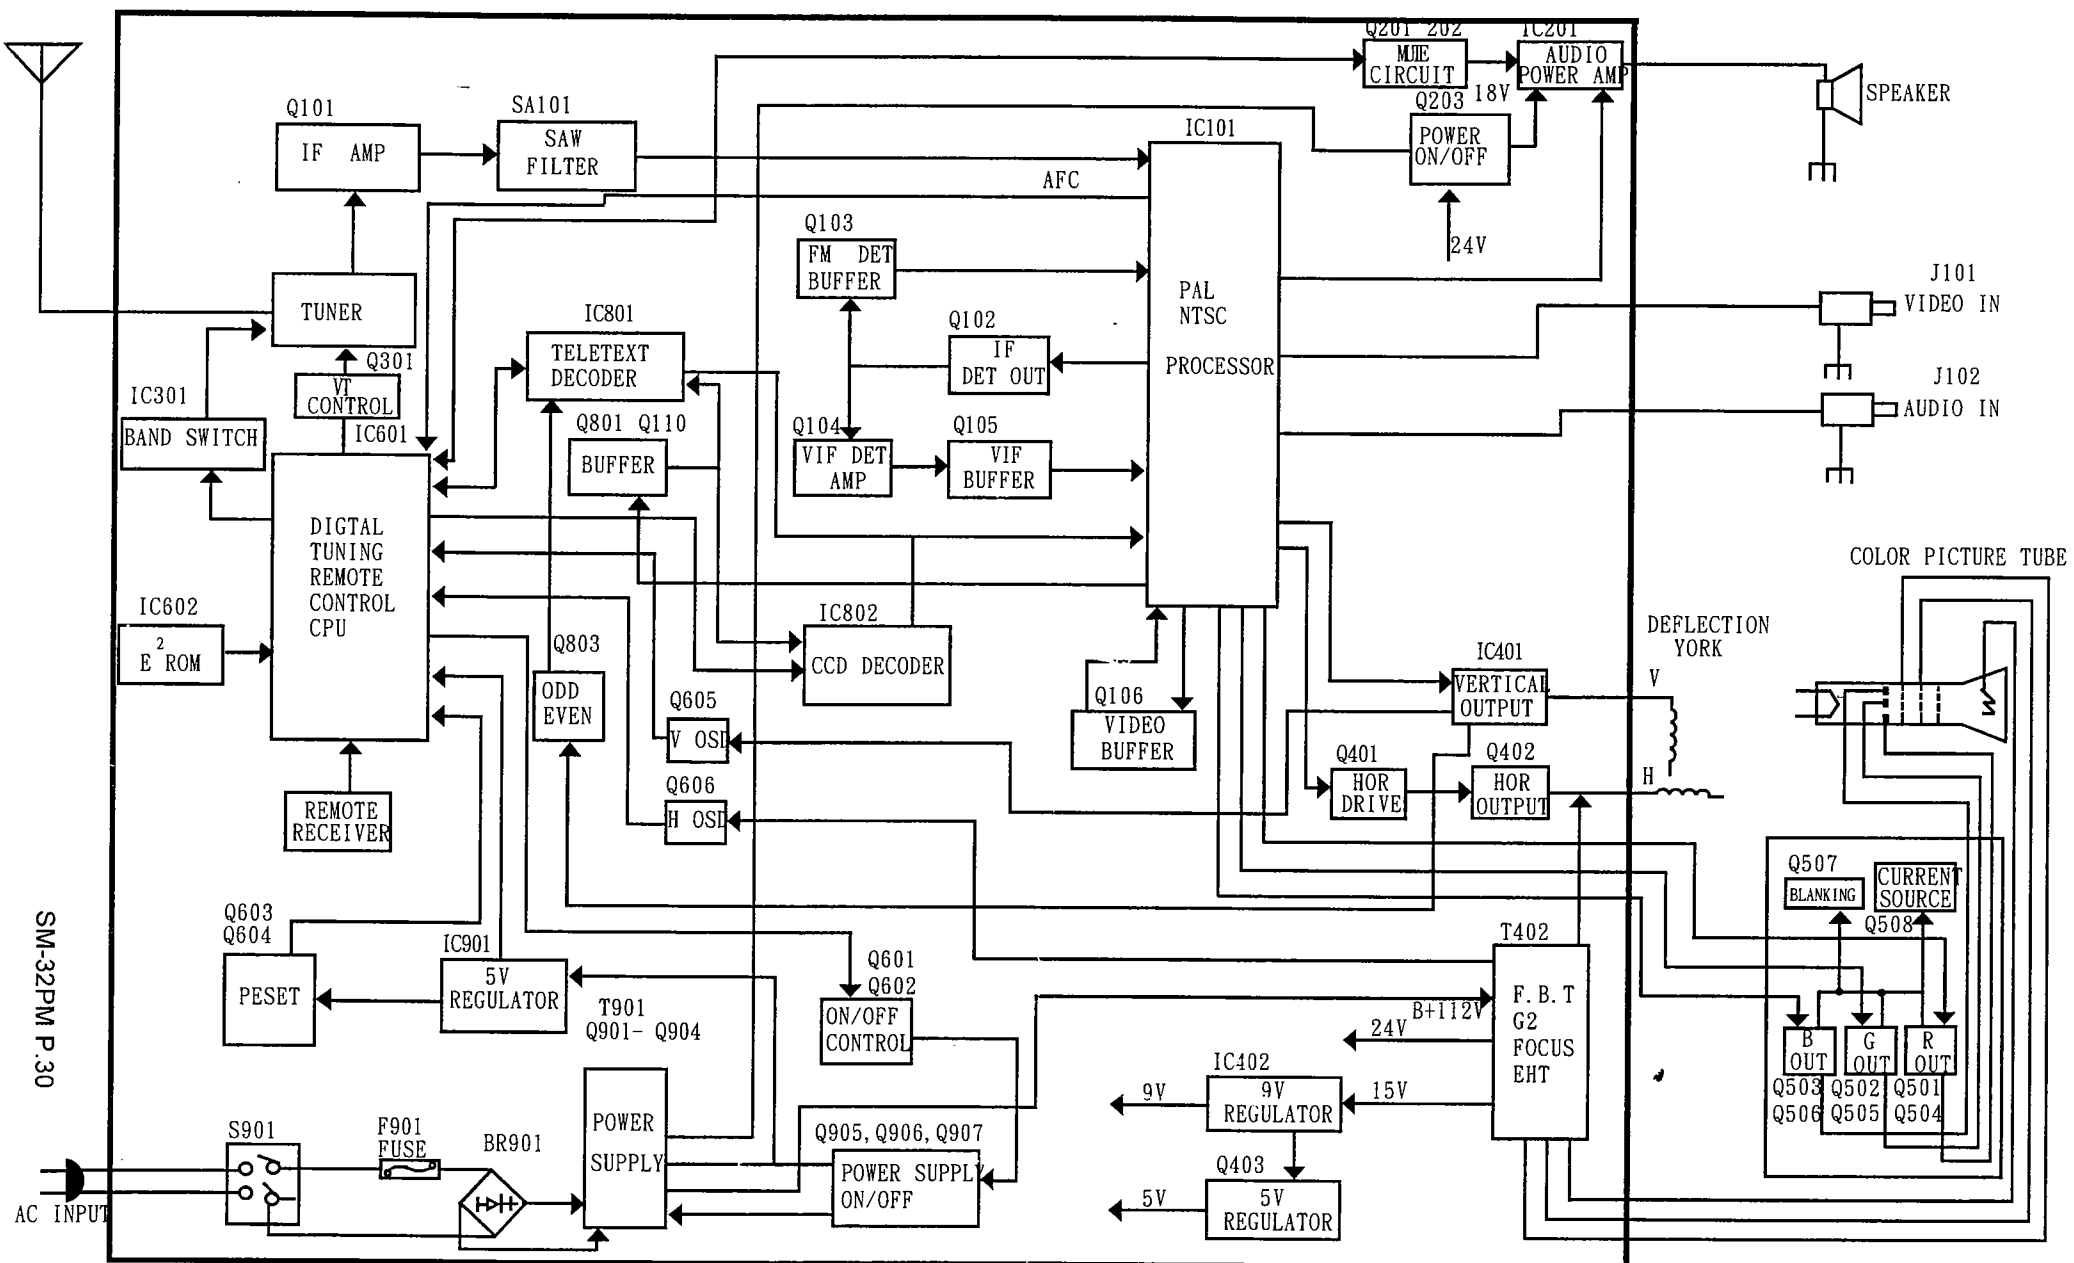 Q201 202
IC201
MUTE
CIRCUIT
AUDIO
POWER AMP
SPEAKER
Q203
18V
POWER
ON/OFF
24V
Q101
IF AMP
SA101
SAW
FILTER
IC101
AFC
PAL
NTSC
PROCESSOR
Q103
FM DET
BUFFER
Q102
IF
DET OUT
Q104
VIF DET
AMP
Q105
VIF
BUFFER
J101
VIDEO IN
J102
AUDIO IN
TUNER
Q301
VT
CONTROL
IC301
BAND SWITCH
IC601
DIGTAL
TUNING
REMOTE
CONTROL
CPU
IC801
TELETEXT
DECODER
Q801 Q110
BUFFER
IC602
E2ROM
IC802
CCD DECODER
Q803
ODD
EVEN
Q605
V OSD
Q606
H OSD
Q106
VIDEO
BUFFER
REMOTE
RECEIVER
IC401
VERTICAL
OUTPUT
Q401
HOR
DRIVE
Q402
HOR
OUTPUT
COLOR PICTURE TUBE
DEFLECTION
YORK
V
H
Q507
BLANKING
CURRENT
SOURCE
Q508
B
OUT
G
OUT
R
OUT
Q503
Q506
Q502
Q505
Q501
Q504
Q603
Q604
PESET
IC901
5V
REGULATOR
T901
Q901- Q904
POWER
SUPPLY
Q601
Q602
ON/OFF
CONTROL
Q905, Q906, Q907
POWER SUPPLY
ON/OFF
T402
F. B. T
G2
FOCUS
EHT
B+112V
24V
15V
IC402
9V
REGULATOR
9V
Q403
5V
REGULATOR
5V
S901
F901
FUSE
BR901
AC INPUT
SM-32PM P.30